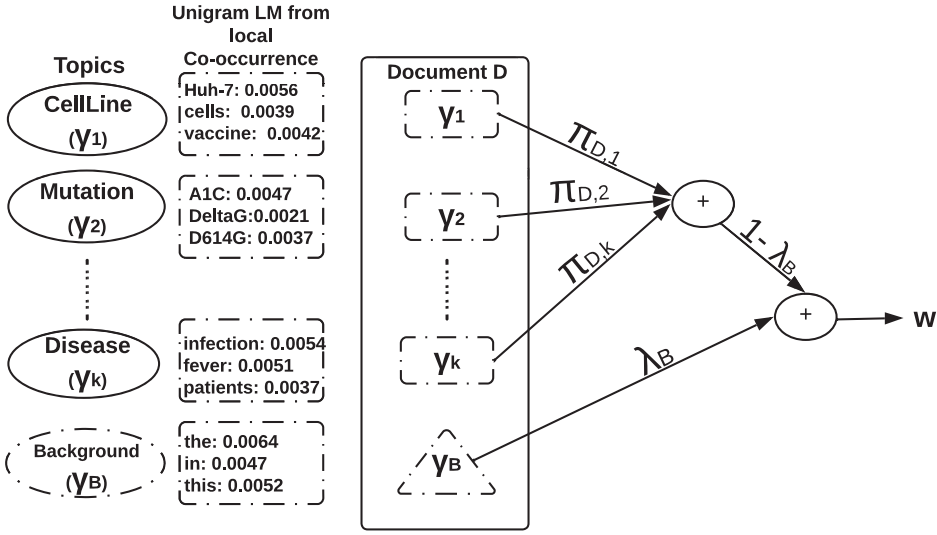 Unigram LM from
local
Co-occurrence
Topics
CellLine
(γ1)
Huh-7: 0.0056
cells: 0.0039
vaccine: 0.0042
Mutation
(γ2)
A1C: 0.0047
DeltaG:0.0021
D614G: 0.0037
Disease
(γk)
infection: 0.0054
fever: 0.0051
patients: 0.0037
Background
(γB)
the: 0.0064
in: 0.0047
this: 0.0052
Document D
γ1
γ2
γk
γB
πD,1
πD,2
πD,k
+
1- λB
λB
+
w